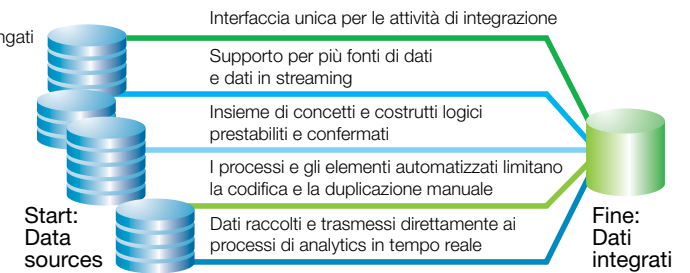 Interfaccia unica per le attività di integrazione
Supporto per più fonti di dati
e dati in streaming
Insieme di concetti e costrutti logici
prestabiliti e confermati
I processi e gli elementi automatizzati limitano
la codifica e la duplicazione manuale
Dati raccolti e trasmessi direttamente ai
processi di analytics in tempo reale
Start:
Data
sources
Fine:
Dati
integrati